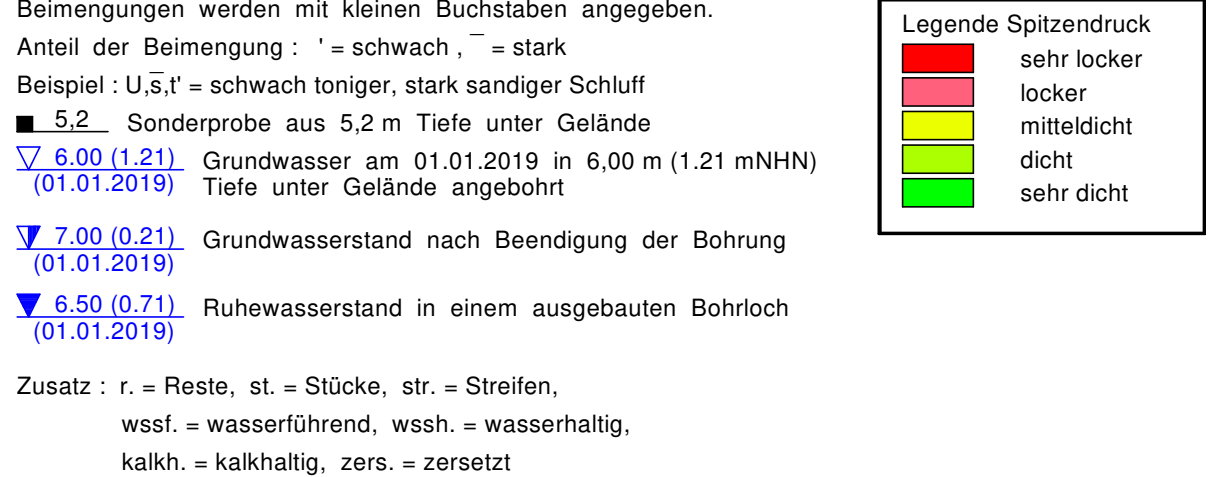 Beimengungen werden mit kleinen Buchstaben angegeben.
Anteil der Beimengung : ' = schwach , ‾ = stark
Beispiel : U,s̅,t' = schwach toniger, stark sandiger Schluff
5,2 Sonderprobe aus 5,2 m Tiefe unter Gelände
6.00 (1.21) Grundwasser am 01.01.2019 in 6,00 m (1.21 mNHN)
(01.01.2019) Tiefe unter Gelände angebohrt
7.00 (0.21) Grundwasserstand nach Beendigung der Bohrung
(01.01.2019)
6.50 (0.71) Ruhewasserstand in einem ausgebauten Bohrloch
(01.01.2019)
Zusatz : r. = Reste, st. = Stücke, str. = Streifen,
wssf. = wasserführend, wssh. = wasserhaltig,
kalkh. = kalkhaltig, zers. = zersetzt
Legende Spitzendruck
sehr locker
locker
mitteldicht
dicht
sehr dicht